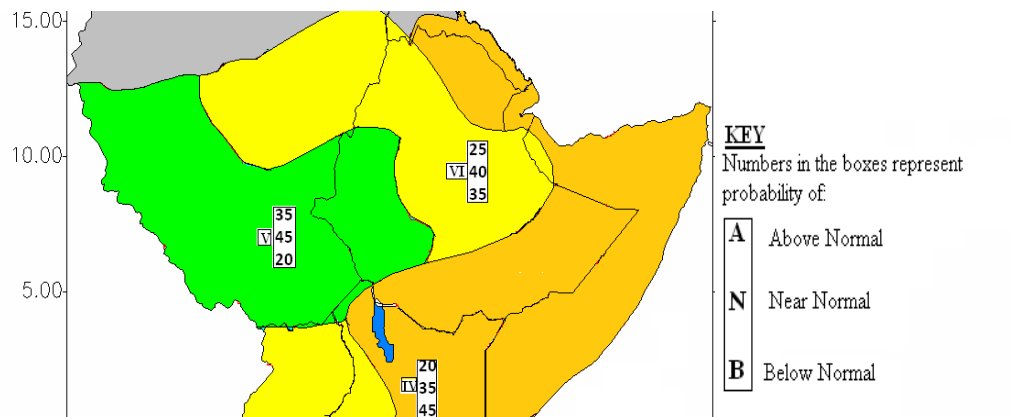 15.00
10.00
5.00
VI
25
40
35
V
35
45
20
IV
20
35
45
KEY
Numbers in the boxes represent
probability of:
A Above Normal
N Near Normal
B Below Normal